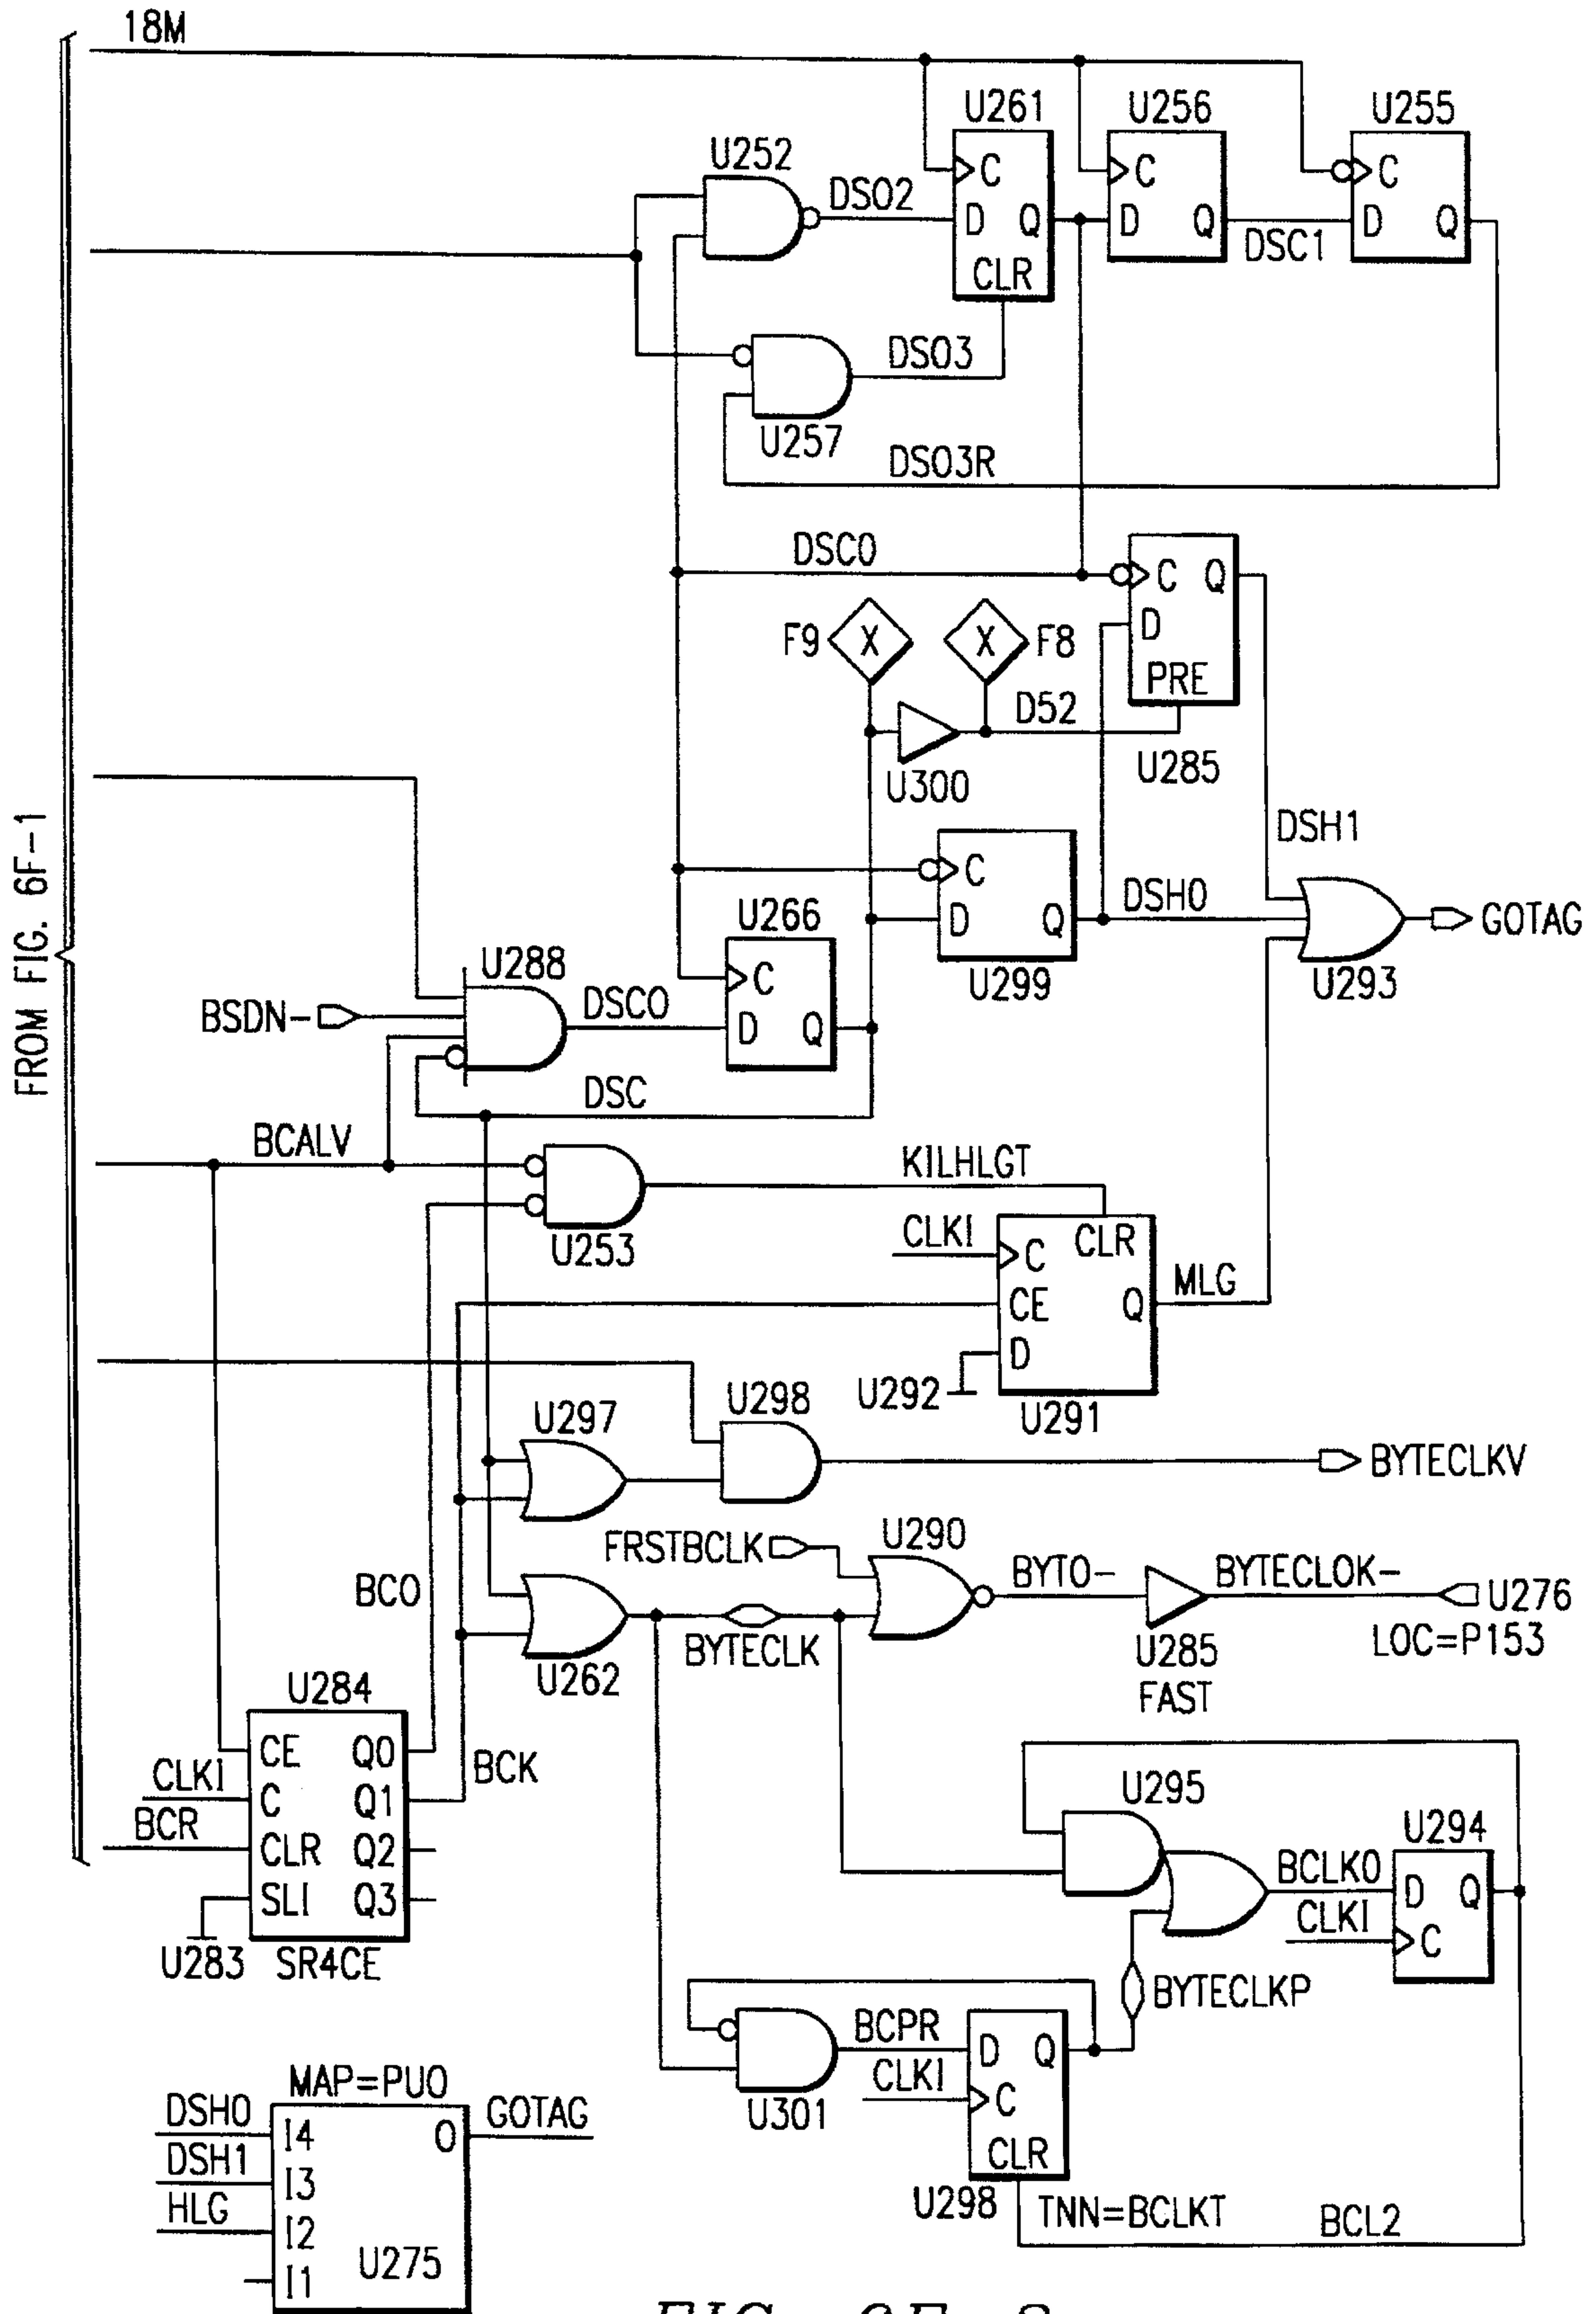 18M
U261
U256
U255
U252
DS02
C
C
C
D
Q
D
Q
D
Q
DSC1
CLR
DS03
U257
DS03R
DSC0
C
Q
F9
X
X
F8
D
PRE
D52
U285
U300
DSH1
FROM FIG. 6F-1
C
U266
DSH0
D
Q
GOTAG
U288
U299
U293
C
BSDN-
DSC0
D
Q
DSC
BCALV
KILHLGT
CLKI
C
CLR
U253
MLG
CE
Q
D
U292
U298
U291
U297
BYTECLKV
U290
FRSTBCLK
BYTO-
BYTECLOK-
BC0
U276
BYTECLK
U285
LOC=P153
U262
U284
FAST
CE
Q0
BCK
U295
CLKI
C
Q1
U294
BCR
CLR
Q2
BCLK0
D
Q
SLI
Q3
CLKI
C
U283
SR4CE
BYTECLKP
BCPR
D
Q
MAP=PUO
CLKI
C
DSH0
GOTAG
U301
I4
O
CLR
DSH1
I3
U298
TNN=BCLKT
BCL2
HLG
I2
U275
I1